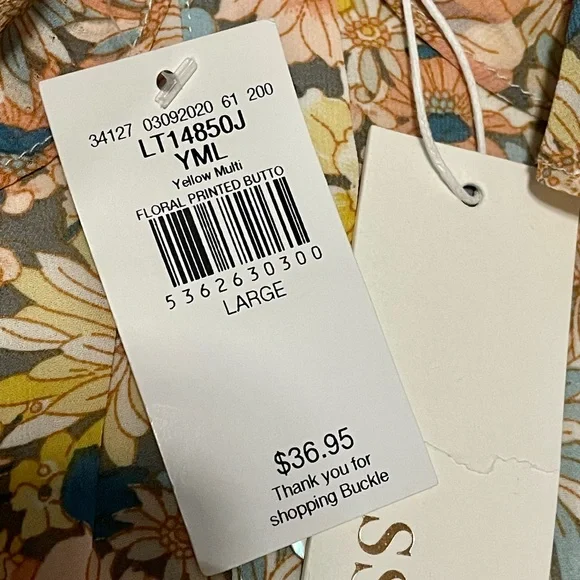 34127 03092020 61 200
LT14850J
YML
Yellow Multi
FLORAL PRINTED BUTTO
5362630300
LARGE
$36.95
Thank you for
shopping Buckle
SS